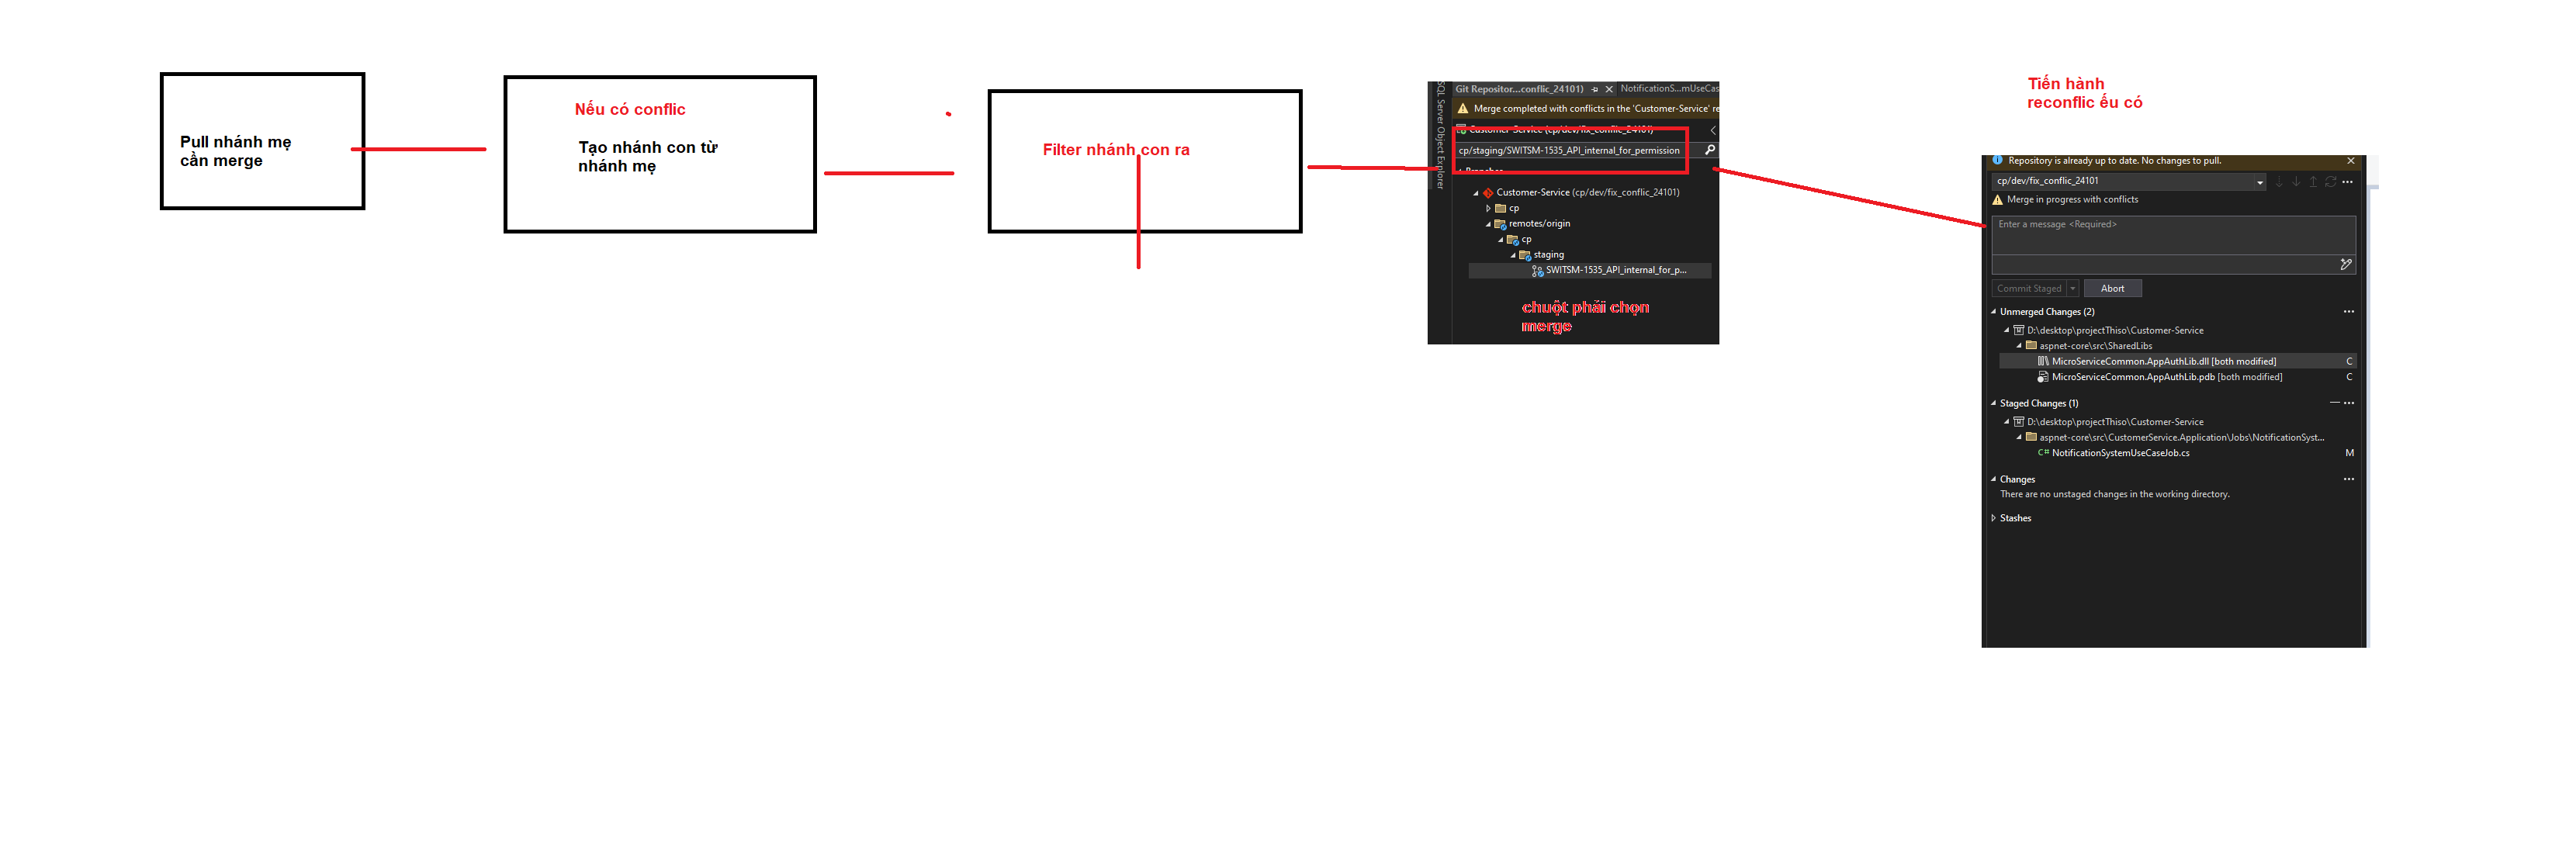 Pull nhánh mẹ
cần merge
Nếu có conflic
Tạo nhánh con từ
nhánh mẹ
Filter nhánh con ra
SQL Server Object Explorer
Git Repositor...conflic_24101)
NotificationS...mUseCas
Merge completed with conflicts in the 'Customer-Service' re
Customer-Service (cp/dev/fix_conflic_24101)
cp/staging/SWITSM-1535_API_internal_for_permission
Branches
Customer-Service (cp/dev/fix_conflic_24101)
cp
remotes/origin
cp
staging
SWITSM-1535_API_internal_for_p...
chuột phải chọn
merge
Tiến hành
reconflic ếu có
Repository is already up to date. No changes to pull.
cp/dev/fix_conflic_24101
Merge in progress with conflicts
Enter a message <Required>
Commit Staged
Abort
Unmerged Changes (2)
D:\desktop\projectThiso\Customer-Service
aspnet-core\src\SharedLibs
MicroServiceCommon.AppAuthLib.dll [both modified] C
MicroServiceCommon.AppAuthLib.pdb [both modified] C
Staged Changes (1)
D:\desktop\projectThiso\Customer-Service
aspnet-core\src\CustomerService.Application\Jobs\NotificationSyst...
C# NotificationSystemUseCaseJob.cs M
Changes
There are no unstaged changes in the working directory.
Stashes